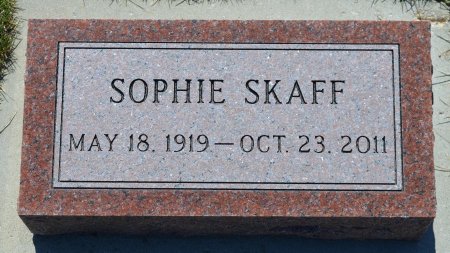 SOPHIE SKAFF
MAY 18. 1919 — OCT. 23. 2011